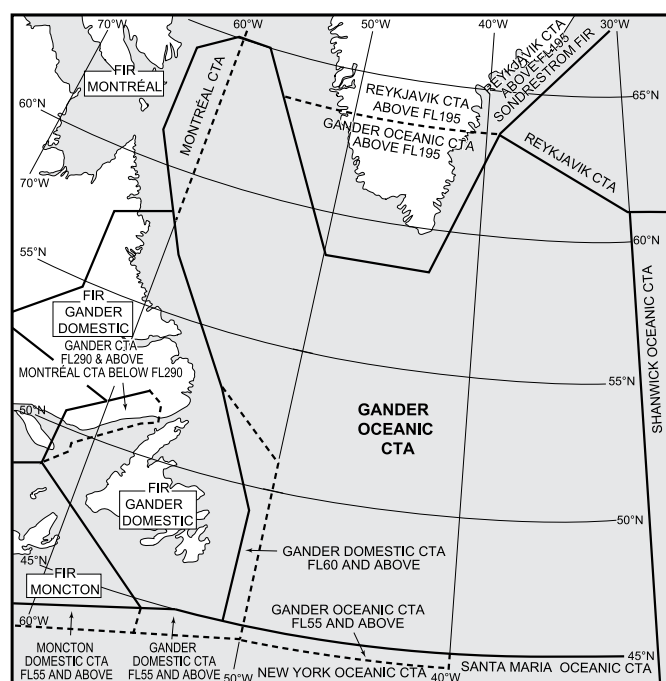 70°W
60°W
50°W
40°W
30°W
FIR
MONTRÉAL
MONTRÉAL CTA
REYKJAVIK CTA
ABOVE FL195
GANDER OCEANIC CTA
ABOVE FL195
REYKJAVIK CTA
ABOVE FL195
SONDRESTROM FIR
65°N
REYKJAVIK CTA
60°N
70°W
60°N
55°N
FIR
GANDER
DOMESTIC
GANDER CTA
FL290 & ABOVE
MONTRÉAL CTA BELOW FL290
SHANWICK OCEANIC CTA
55°N
50°N
GANDER
OCEANIC
CTA
FIR
GANDER
DOMESTIC
50°N
GANDER DOMESTIC CTA
FL60 AND ABOVE
45°N
FIR
MONCTON
60°W
GANDER OCEANIC CTA
FL55 AND ABOVE
MONCTON
DOMESTIC CTA
FL55 AND ABOVE
GANDER
DOMESTIC CTA
FL55 AND ABOVE
50°W
NEW YORK OCEANIC CTA
40°W
SANTA MARIA OCEANIC CTA
45°N